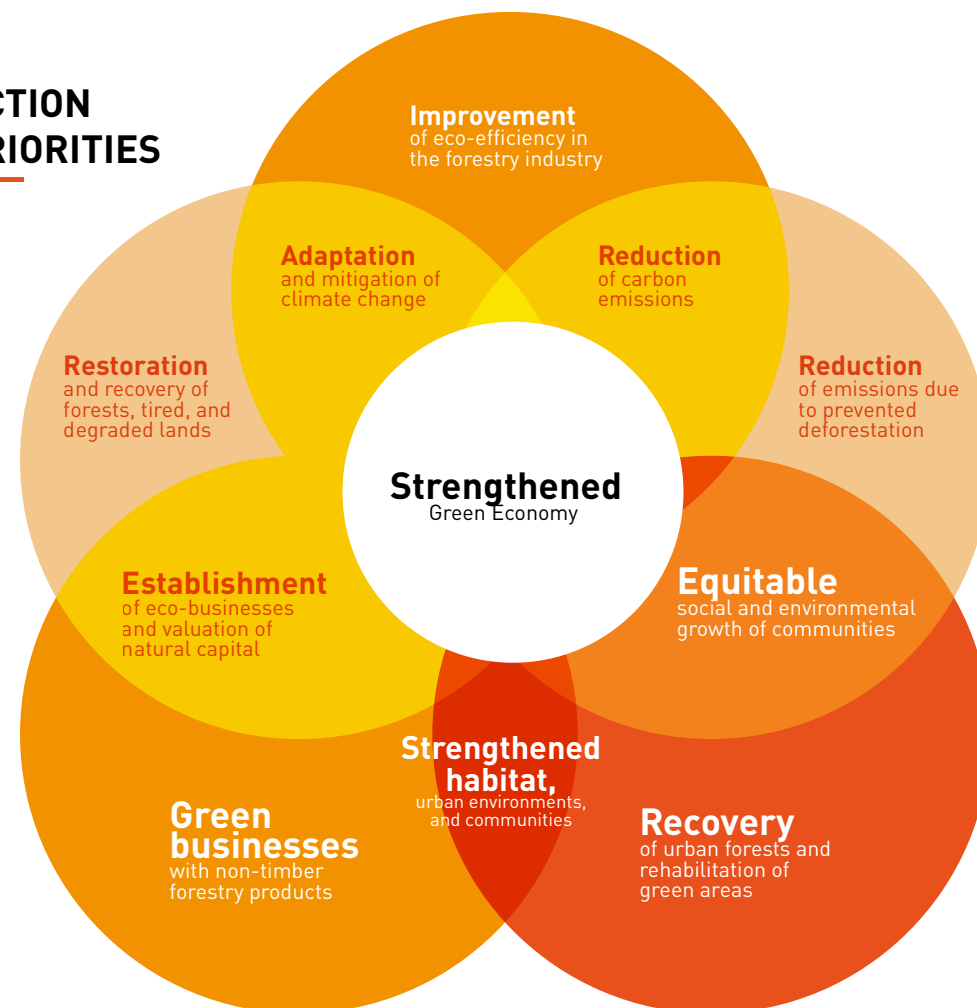 CTION
RIORITIES
Improvement
of eco-efficiency in
the forestry industry
Adaptation
and mitigation of
climate change
Reduction
of carbon
emissions
Restoration
and recovery of
forests, tired, and
degraded lands
Reduction
of emissions due
to prevented
deforestation
Strengthened
Green Economy
Establishment
of eco-businesses
and valuation of
natural capital
Equitable
social and environmental
growth of communities
Strengthened
habitat,
urban environments,
and communities
Green
businesses
with non-timber
forestry products
Recovery
of urban forests and
rehabilitation of
green areas